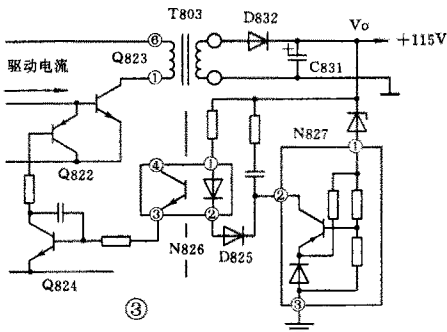 T803
D832
Vo
+115V
Q823
⑥
①
+
C831
驱动电流
N827
①
Q822
④
①
②
③
②
N826
D825
Q824
③
③